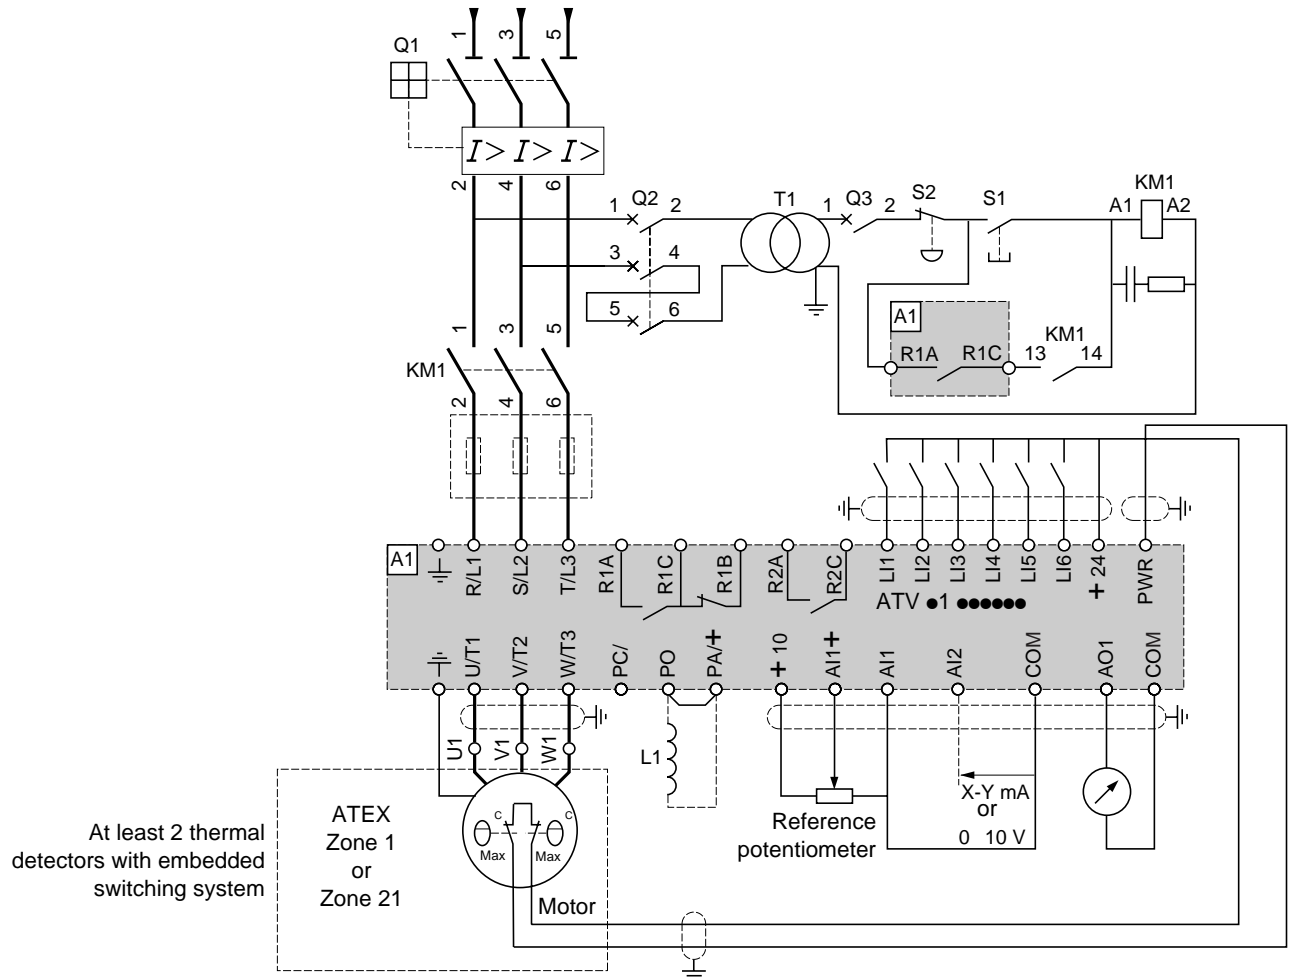 1 3 5
Q1
I> I> I>
2 4 6
1 Q2 2
3 4
5 6
T1
1 Q3 2
S2
S1
KM1
A1 A2
A1
R1A R1C
13 KM1 14
1 3 5
KM1
2 4 6
A1
R/L1 S/L2 T/L3 R1A R1C R1B R2A R2C LI1 LI2 LI3 LI4 LI5 LI6 + 24 PWR
ATV ●1 ●●●●●●
U/T1 V/T2 W/T3 PC/ PO PA/+ + 10 AI1+ AI1 AI2 COM AO1 COM
U1 V1 W1
L1
X-Y mA
or
0 10 V
Reference
potentiometer
At least 2 thermal
detectors with embedded
switching system
ATEX
Zone 1
or
Zone 21
C C
Max Max
Motor